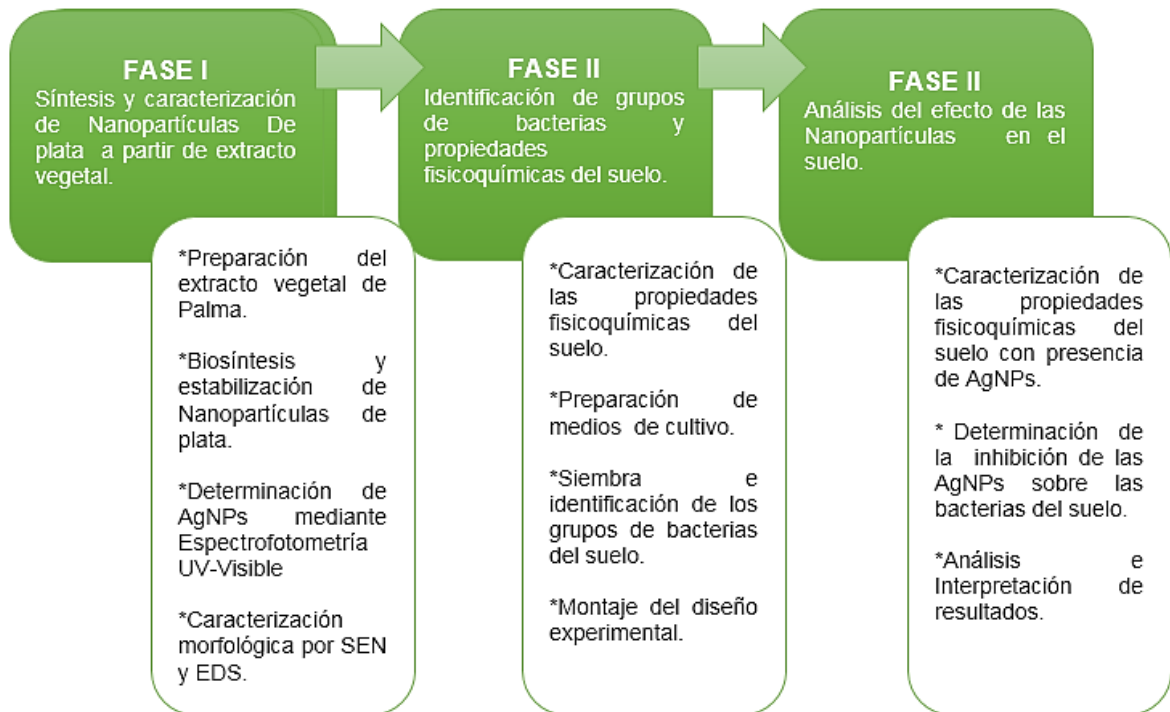 FASE I
Síntesis y caracterización
de Nanopartículas De
plata a partir de extracto
vegetal.
*Preparación del
extracto vegetal de
Palma.
*Biosíntesis y
estabilización de
Nanopartículas de
plata.
*Determinación de
AgNPs mediante
Espectrofotometría
UV-Visible
*Caracterización
morfológica por SEN
y EDS.
FASE II
Identificación de grupos
de bacterias y
propiedades
fisicoquímicas del suelo.
*Caracterización de
las propiedades
fisicoquímicas del
suelo.
*Preparación de
medios de cultivo.
*Siembra e
identificación de los
grupos de bacterias
del suelo.
*Montaje del diseño
experimental.
FASE II
Análisis del efecto de las
Nanopartículas en el
suelo.
*Caracterización de
las propiedades
fisicoquímicas del
suelo con presencia
de AgNPs.
* Determinación de
la inhibición de las
AgNPs sobre las
bacterias del suelo.
*Análisis e
Interpretación de
resultados.